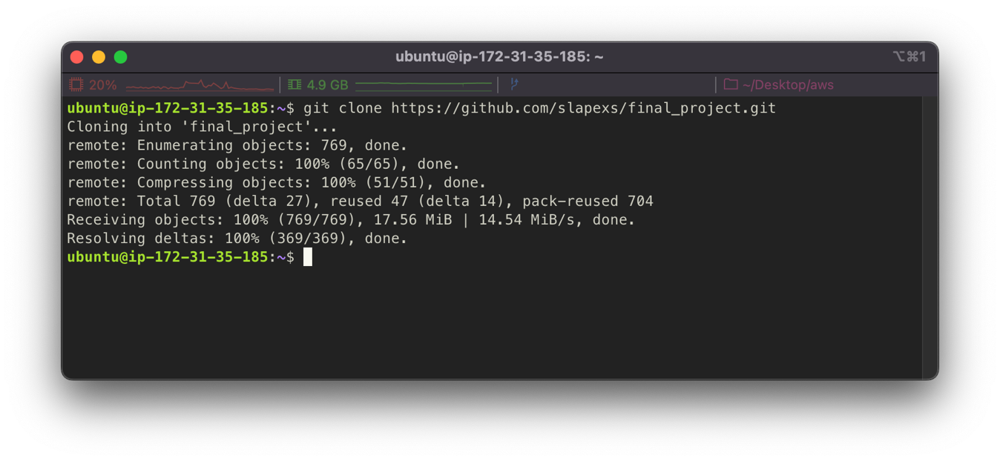 ubuntu@ip-172-31-35-185: ~
⌥⌘1
20%
4.9 GB
~/Desktop/aws
ubuntu@ip-172-31-35-185:~$ git clone https://github.com/slapexs/final_project.git
Cloning into 'final_project'...
remote: Enumerating objects: 769, done.
remote: Counting objects: 100% (65/65), done.
remote: Compressing objects: 100% (51/51), done.
remote: Total 769 (delta 27), reused 47 (delta 14), pack-reused 704
Receiving objects: 100% (769/769), 17.56 MiB | 14.54 MiB/s, done.
Resolving deltas: 100% (369/369), done.
ubuntu@ip-172-31-35-185:~$